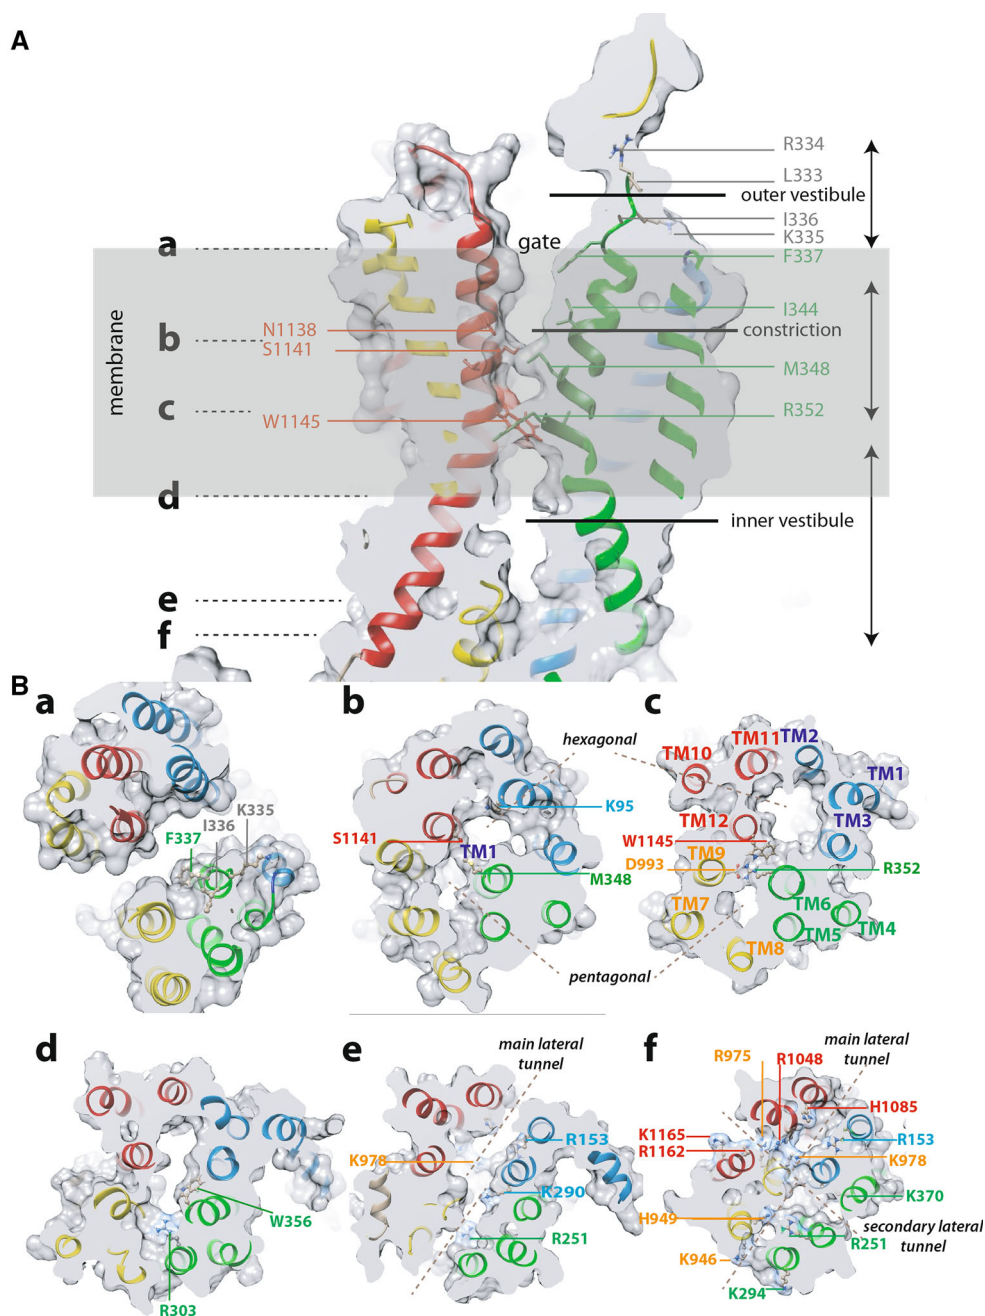 A
R334
L333
outer vestibule
I336
K335
gate
a
F337
membrane
I344
N1138
constriction
b
S1141
M348
c
W1145
R352
d
inner vestibule
e
f
B
a
b
c
hexagonal
TM10
TM11
TM2
TM1
K335
I336
F337
K95
S1141
TM1
M348
TM12
TM3
W1145
D993
TM9
R352
TM7
TM6
TM5
TM4
TM8
pentagonal
d
e
f
main lateral
tunnel
R975
R1048
main lateral
tunnel
H1085
K1165
R1162
R153
K978
R153
K978
R290
K370
W356
H949
secondary lateral
tunnel
R251
R251
K946
R303
K294